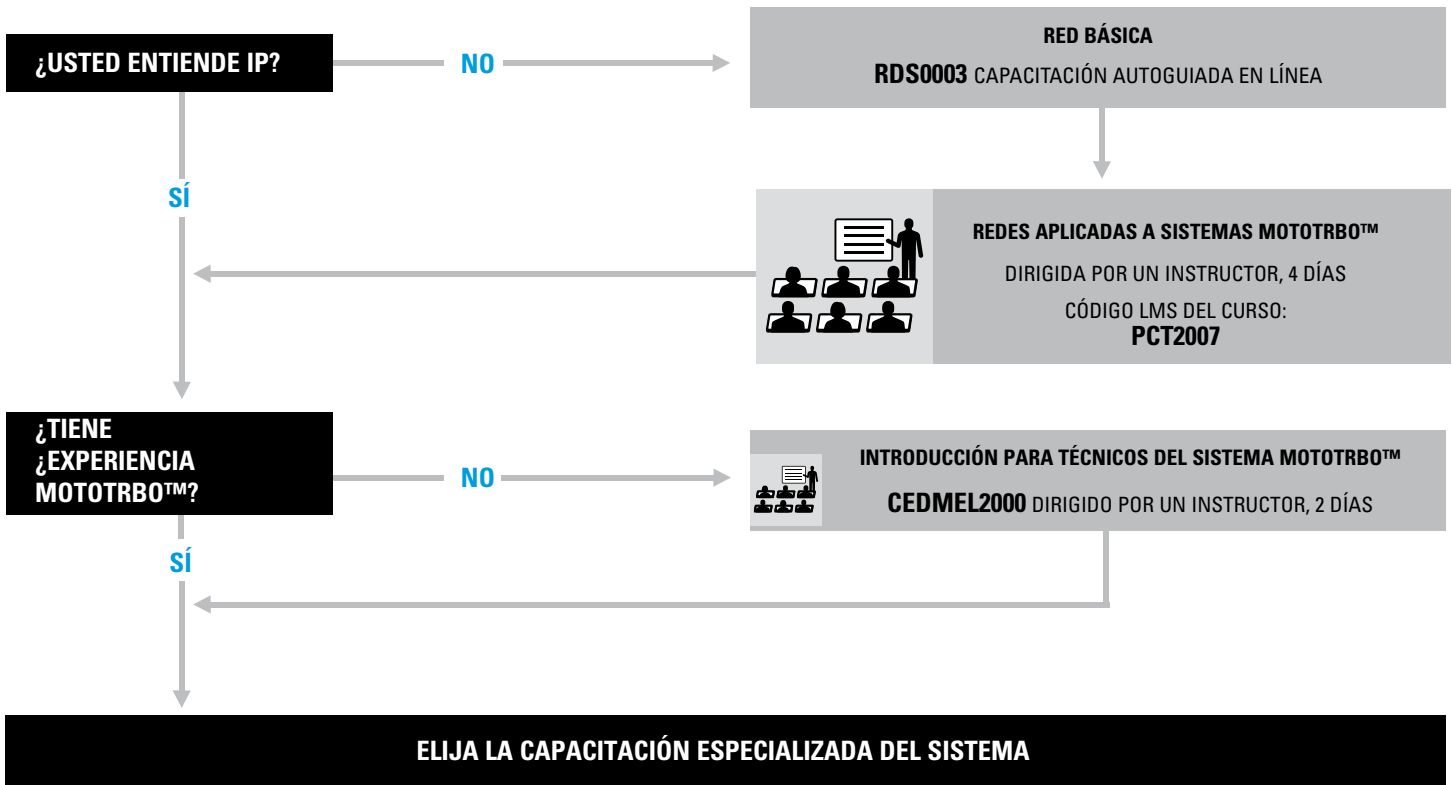 ¿USTED ENTIENDE IP?
NO
RED BÁSICA
RDS0003 CAPACITACIÓN AUTOGUIADA EN LÍNEA
SÍ
REDES APLICADAS A SISTEMAS MOTOTRBO™
DIRIGIDA POR UN INSTRUCTOR, 4 DÍAS
CÓDIGO LMS DEL CURSO:
PCT2007
¿TIENE
¿EXPERIENCIA
MOTOTRBO™?
NO
INTRODUCCIÓN PARA TÉCNICOS DEL SISTEMA MOTOTRBO™
CEDMEL2000 DIRIGIDO POR UN INSTRUCTOR, 2 DÍAS
SÍ
ELIJA LA CAPACITACIÓN ESPECIALIZADA DEL SISTEMA